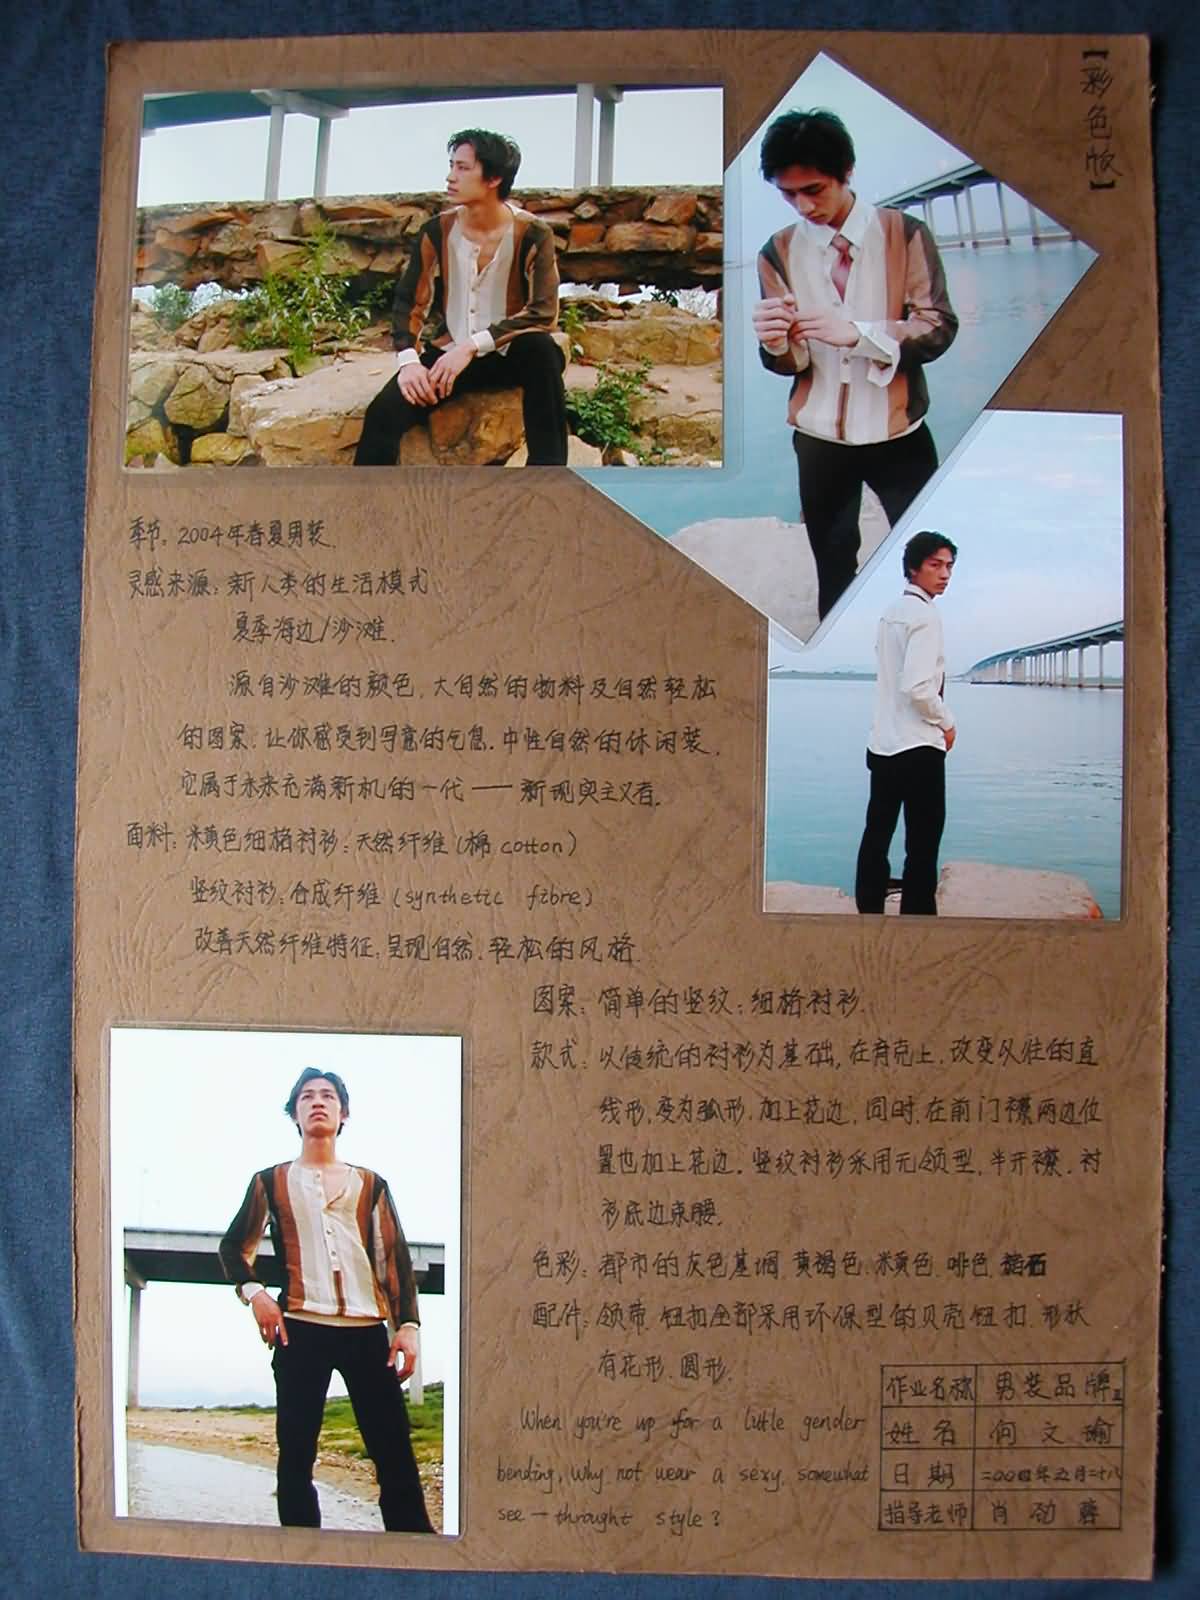 【彩色版】
季节：2004年春夏男装．
灵感来源：新人类的生活模式
夏季海边/沙滩．
源自沙滩的颜色．大自然的物料及自然轻松
的图案．让你感受到写意的气息．中性自然的休闲装．
它属于未来充满新机的一代——新现实主义者．
面料：米黄色细格衬衫：天然纤维（棉 cotton）
竖纹衬衫：合成纤维（synthetic fibre）
改善天然纤维特征：呈现自然．轻松的风格．
图案：简单的竖纹：细格衬衫．
款式：以传统的衬衫为基础，在育克上．改变以往的直
线形，变为弧形．加上花边，同时，在前门襟两边位
置也加上花边．竖纹衬衫采用无领型，半开襟．衬
衫底边束腰．
色彩：都市的灰色基调．黄褐色．米黄色．啡色．赭石
配件：领带．钮扣全部采用环保型的贝壳钮扣．形状
有花形．圆形．
When you're up for a little gender
bending, why not wear a sexy, somewhat
see-throught style?
作业名称 男装品牌
姓名 何文瑜
日期 二00四年五月二十八
指导老师 肖劲蓉